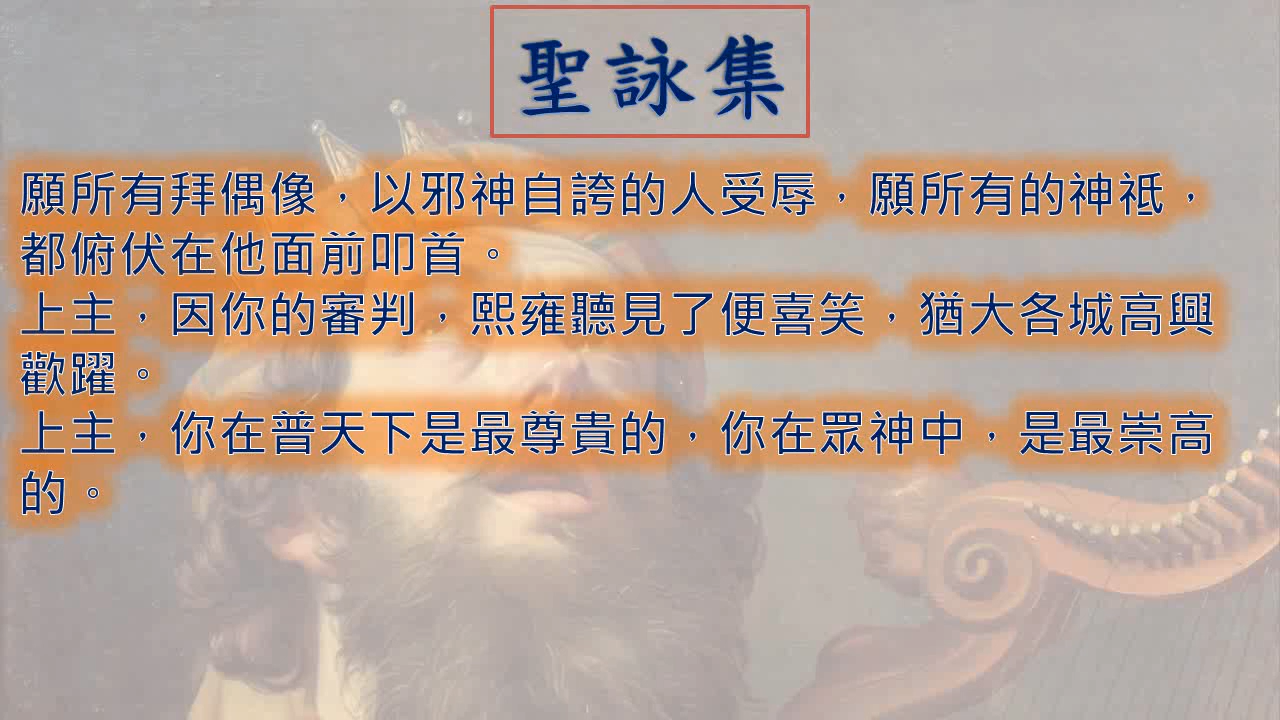 聖詠集
願所有拜偶像，以邪神自誇的人受辱，願所有的神祗，
都俯伏在他面前叩首。
上主，因你的審判，熙雍聽見了便喜笑，猶大各城高興
歡躍。
上主，你在普天下是最尊貴的，你在眾神中，是最崇高
的。